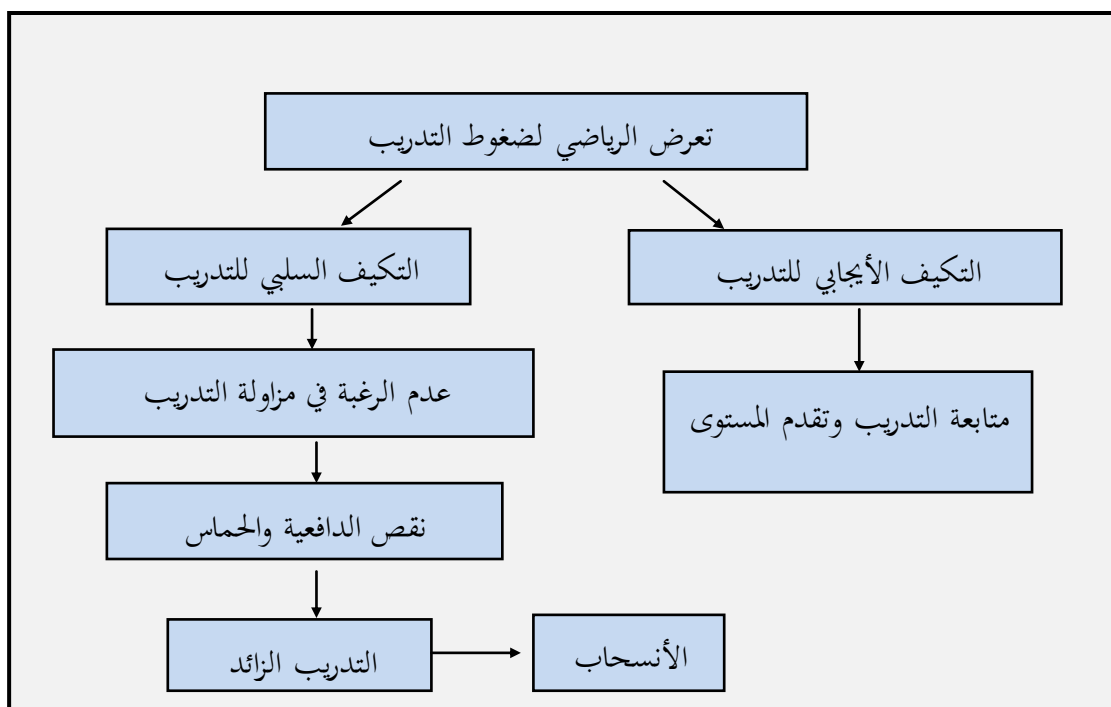 تعرض الرياضي لضغوط التدريب
التكيف الأيجابي للتدريب
التكيف السلبي للتدريب
متابعة التدريب وتقدم المستوى
عدم الرغبة في مزاولة التدريب
نقص الدافعية والحماس
التدريب الزائد
الأنسحاب